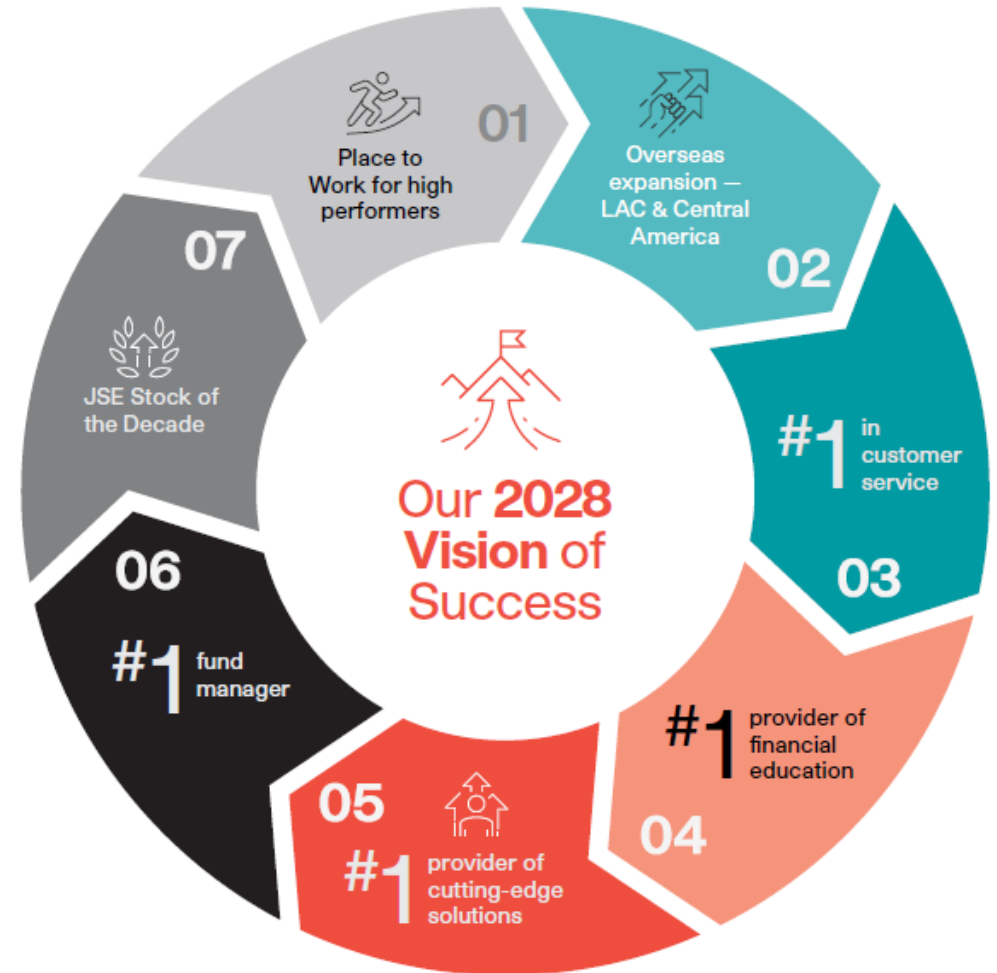 01
Place to
Work for high
performers
Overseas
expansion —
LAC & Central
America
02
#1 in
customer
service
03
#1 provider of
financial
education
04
05
#1 provider of
cutting-edge
solutions
06
#1 fund
manager
07
JSE Stock of
the Decade
Our 2028
Vision of
Success